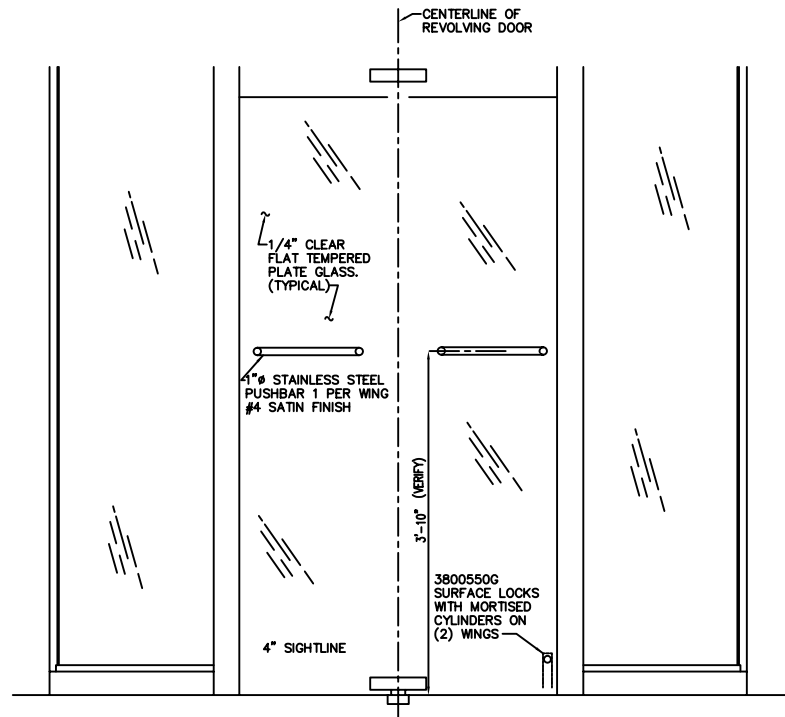 CENTERLINE OF
REVOLVING DOOR
1/4" CLEAR
FLAT TEMPERED
PLATE GLASS.
(TYPICAL)
1"ø STAINLESS STEEL
PUSHBAR 1 PER WING
#4 SATIN FINISH
3'-10" (VERIFY)
3800550G
SURFACE LOCKS
WITH MORTISED
CYLINDERS ON
(2) WINGS
4" SIGHTLINE